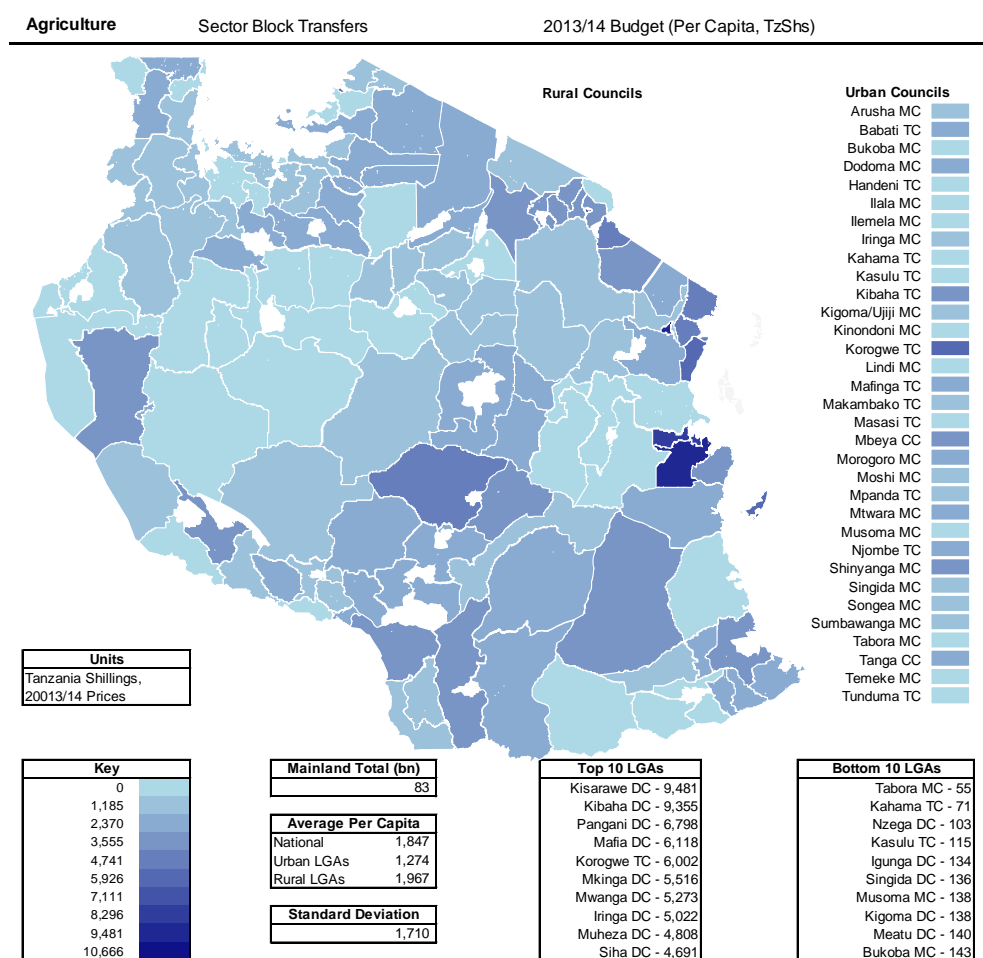 Agriculture Sector Block Transfers 2013/14 Budget (Per Capita, TzShs)
Rural Councils
Urban Councils
Arusha MC
Babati TC
Bukoba MC
Dodoma MC
Handeni TC
Ilala MC
Ilemela MC
Iringa MC
Kahama TC
Kasulu TC
Kibaha TC
Kigoma/Ujiji MC
Kinondoni MC
Korogwe TC
Lindi MC
Mafinga TC
Makambako TC
Masasi TC
Mbeya CC
Morogoro MC
Moshi MC
Mpanda TC
Mtwara MC
Musoma MC
Njombe TC
Shinyanga MC
Singida MC
Songea MC
Sumbawanga MC
Tabora MC
Tanga CC
Temeke MC
Tunduma TC
Units
Tanzania Shillings,
20013/14 Prices
Key
0
1,185
2,370
3,555
4,741
5,926
7,111
8,296
9,481
10,666
Mainland Total (bn)
83
Average Per Capita
National 1,847
Urban LGAs 1,274
Rural LGAs 1,967
Standard Deviation
1,710
Top 10 LGAs
Kisarawe DC - 9,481
Kibaha DC - 9,355
Pangani DC - 6,798
Mafia DC - 6,118
Korogwe TC - 6,002
Mkinga DC - 5,516
Mwanga DC - 5,273
Iringa DC - 5,022
Muheza DC - 4,808
Siha DC - 4,691
Bottom 10 LGAs
Tabora MC - 55
Kahama TC - 71
Nzega DC - 103
Kasulu TC - 115
Igunga DC - 134
Singida DC - 136
Musoma MC - 138
Kigoma DC - 138
Meatu DC - 140
Bukoba MC - 143